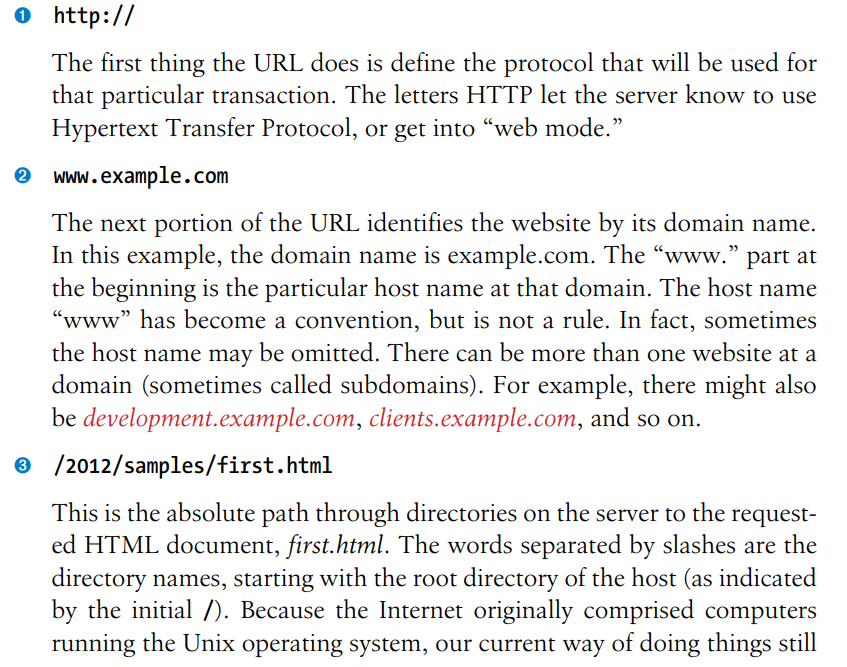 1 http://
The first thing the URL does is define the protocol that will be used for
that particular transaction. The letters HTTP let the server know to use
Hypertext Transfer Protocol, or get into “web mode.”
2 www.example.com
The next portion of the URL identifies the website by its domain name.
In this example, the domain name is example.com. The “www.” part at
the beginning is the particular host name at that domain. The host name
“www” has become a convention, but is not a rule. In fact, sometimes
the host name may be omitted. There can be more than one website at a
domain (sometimes called subdomains). For example, there might also
be development.example.com, clients.example.com, and so on.
3 /2012/samples/first.html
This is the absolute path through directories on the server to the request-
ed HTML document, first.html. The words separated by slashes are the
directory names, starting with the root directory of the host (as indicated
by the initial /). Because the Internet originally comprised computers
running the Unix operating system, our current way of doing things still